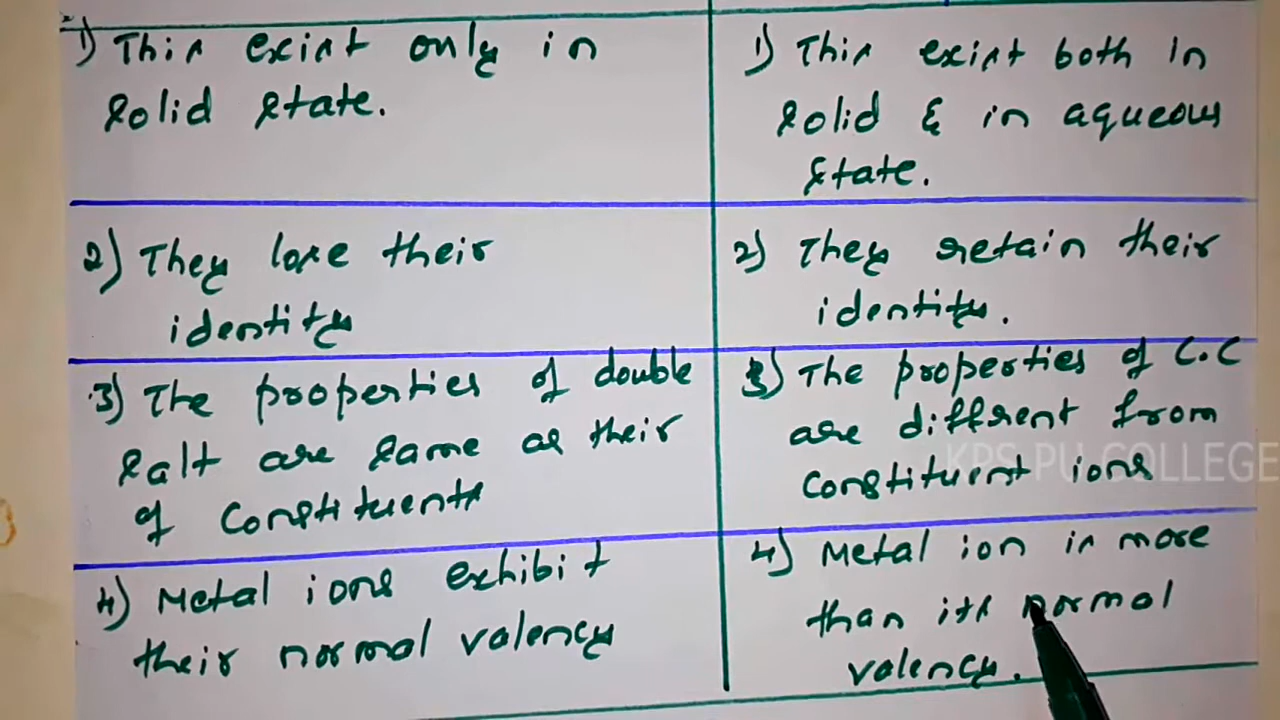 1) This exist only in
solid state.
2) They lose their
identity
3) The properties of double
salt are same as their
of constituents
4) Metal ions exhibit
their normal valency
1) This exist both in
solid & in aqueous
state.
2) They retain their
identity.
3) The properties of C.C
are different from
constituent ions
4) Metal ion is more
than its normal
valency.
KPS PU COLLEGE